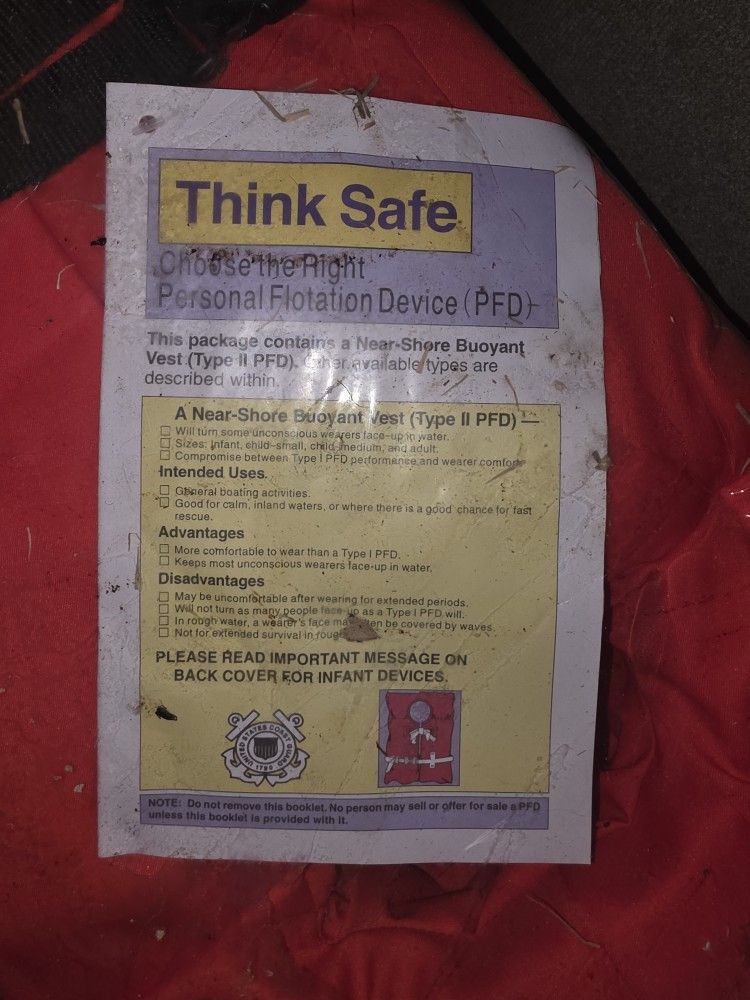 Think Safe
Choose the Right
Personal Flotation Device (PFD)
This package contains a Near-Shore Buoyant
Vest (Type II PFD). Other available types are
described within.
A Near-Shore Buoyant Vest (Type II PFD) —
☐ Will turn some unconscious wearers face-up in water.
☐ Sizes: Infant, child-small, child-medium, and adult.
☐ Compromise between Type I PFD performance and wearer comfort.
Intended Uses
☐ General boating activities.
☐ Good for calm, inland waters, or where there is a good chance for fast
rescue.
Advantages
☐ More comfortable to wear than a Type I PFD.
☐ Keeps most unconscious wearers face-up in water.
Disadvantages
☐ May be uncomfortable after wearing for extended periods.
☐ Will not turn as many people face-up as a Type I PFD will.
☐ In rough water, a wearer's face may often be covered by waves.
☐ Not for extended survival in rough
PLEASE READ IMPORTANT MESSAGE ON
BACK COVER FOR INFANT DEVICES.
UNITED STATES COAST GUARD
1790
NOTE: Do not remove this booklet. No person may sell or offer for sale a PFD
unless this booklet is provided with it.